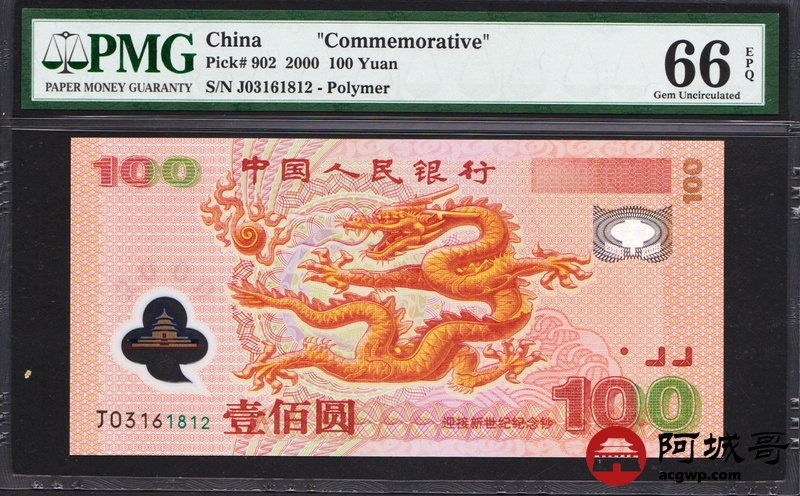 PMG
PAPER MONEY GUARANTY
China "Commemorative"
Pick# 902 2000 100 Yuan
S/N J03161812 - Polymer
66 EPQ
Gem Uncirculated
100
中国人民银行
100
J03161812
壹佰圆
迎接新世纪纪念钞
100
阿城哥
acgwp.com